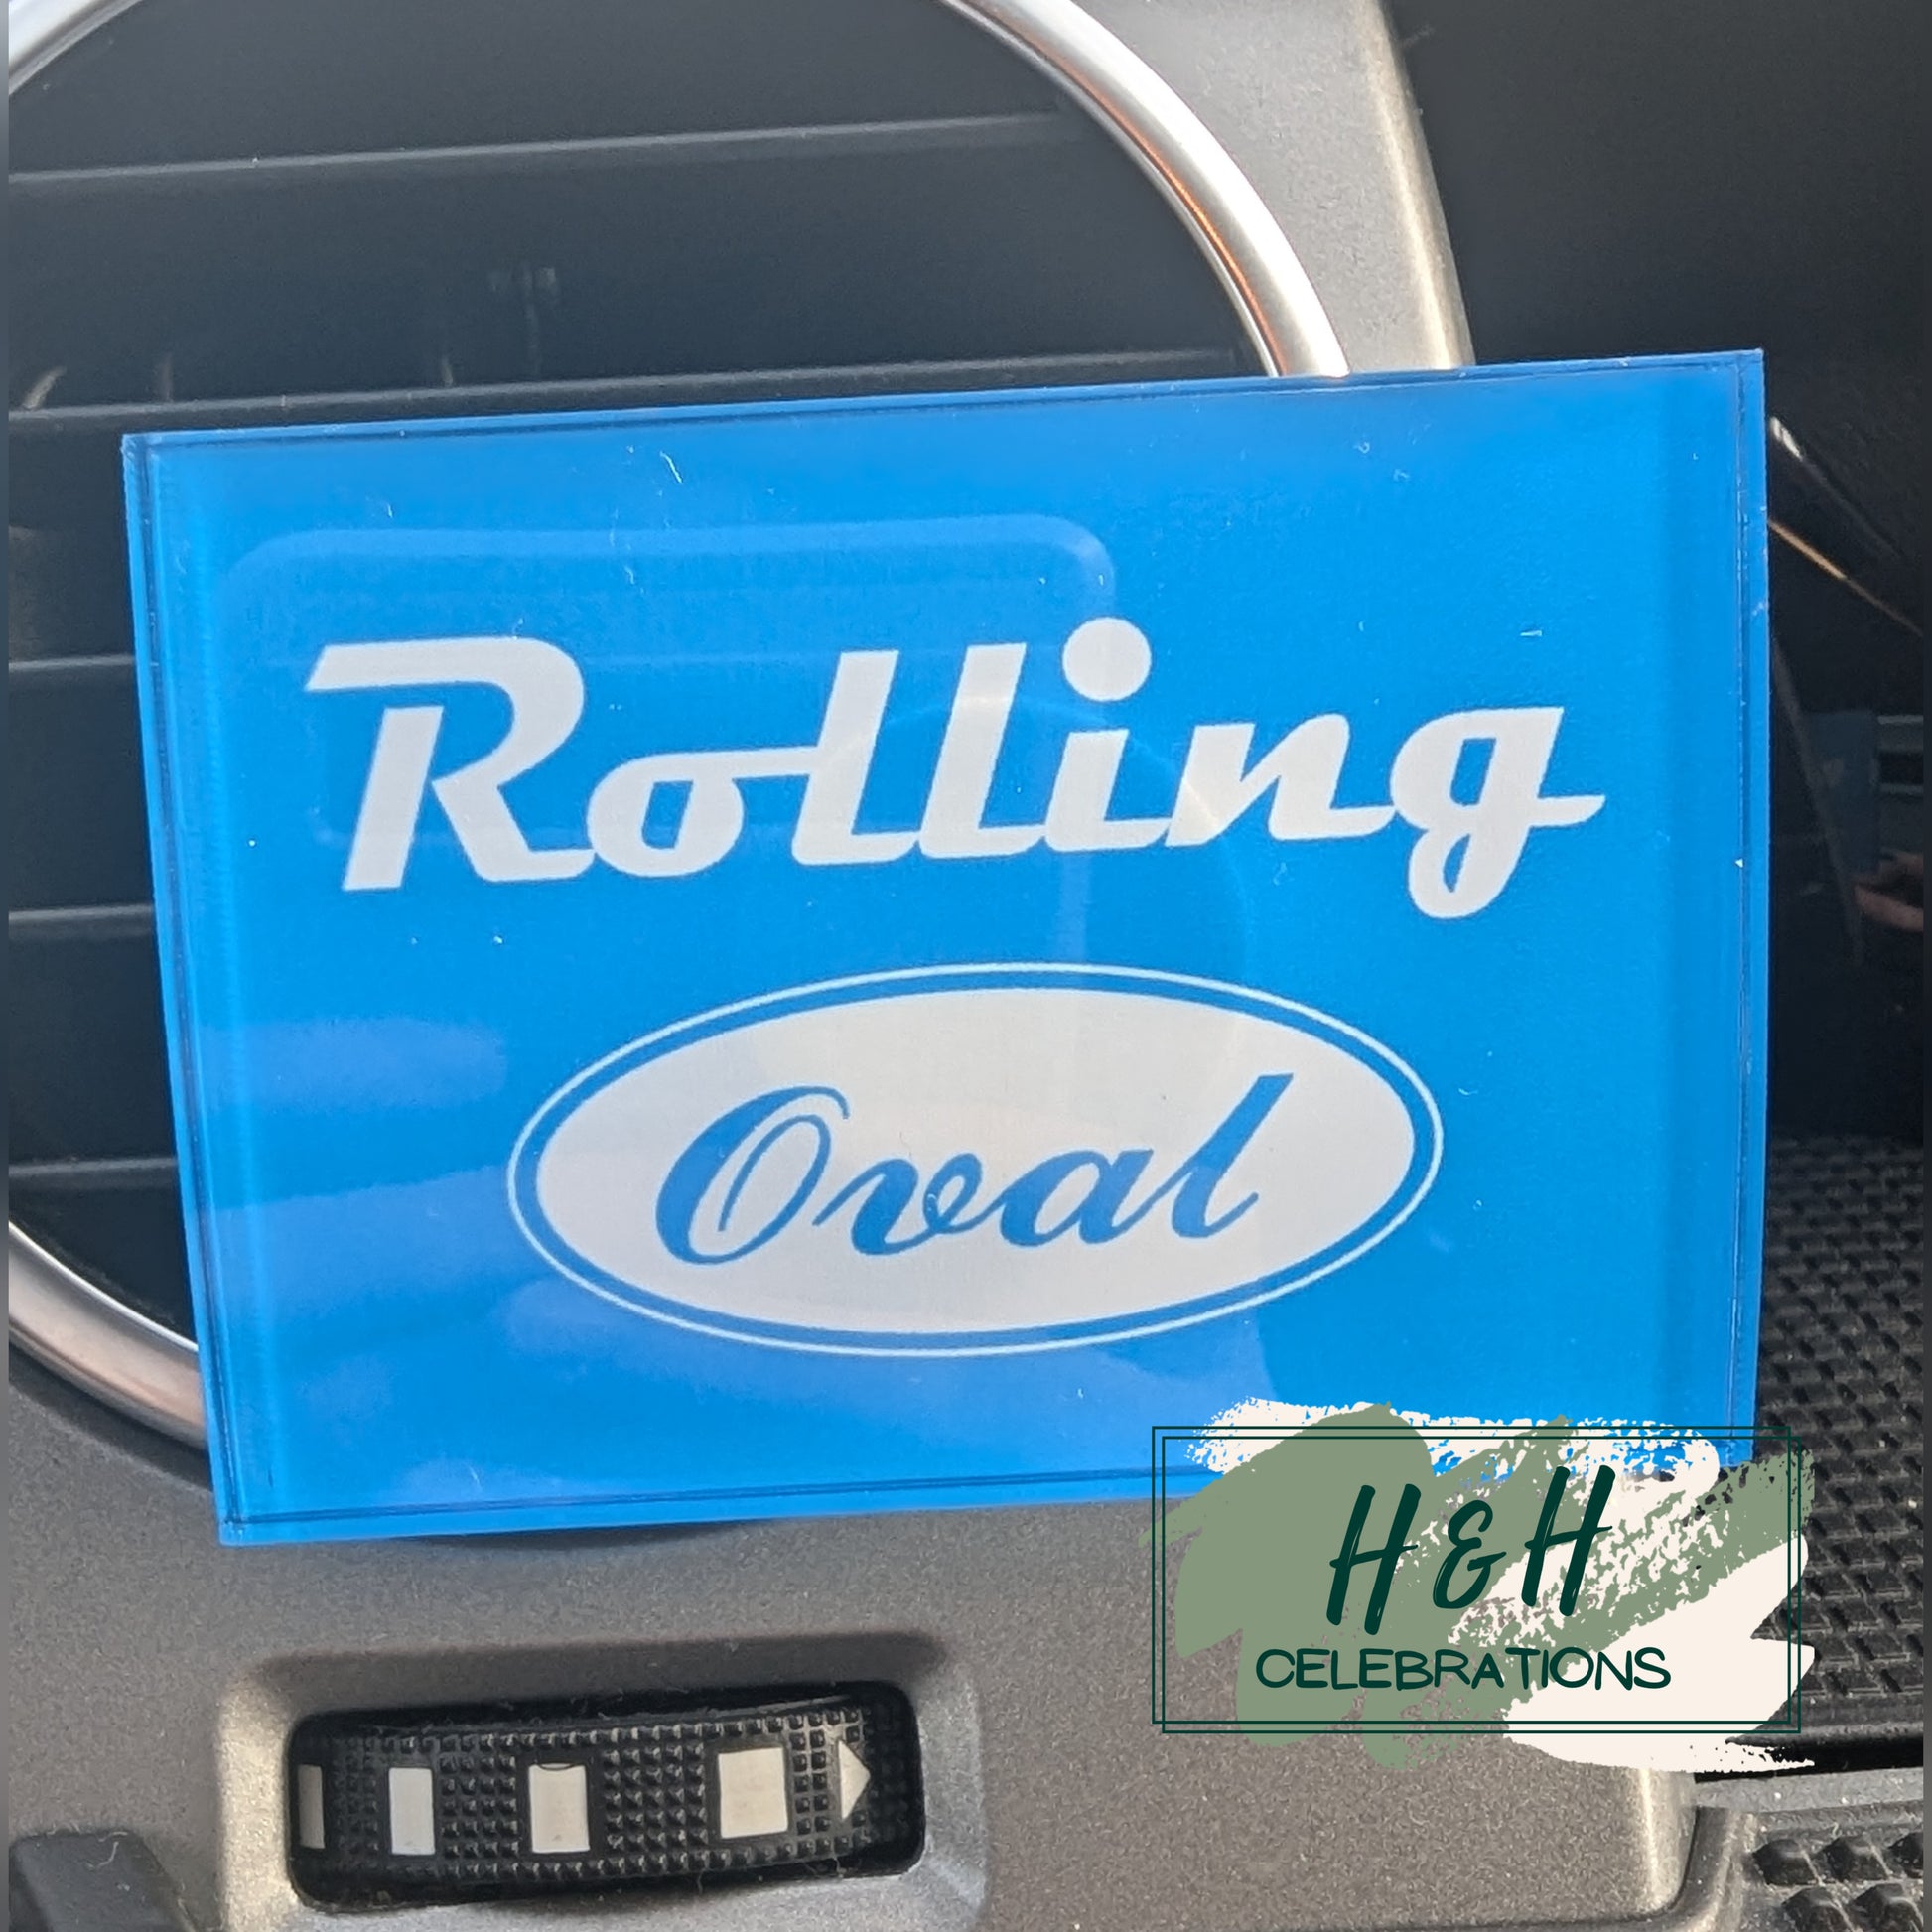 Rolling
Oval
H & H
CELEBRATIONS